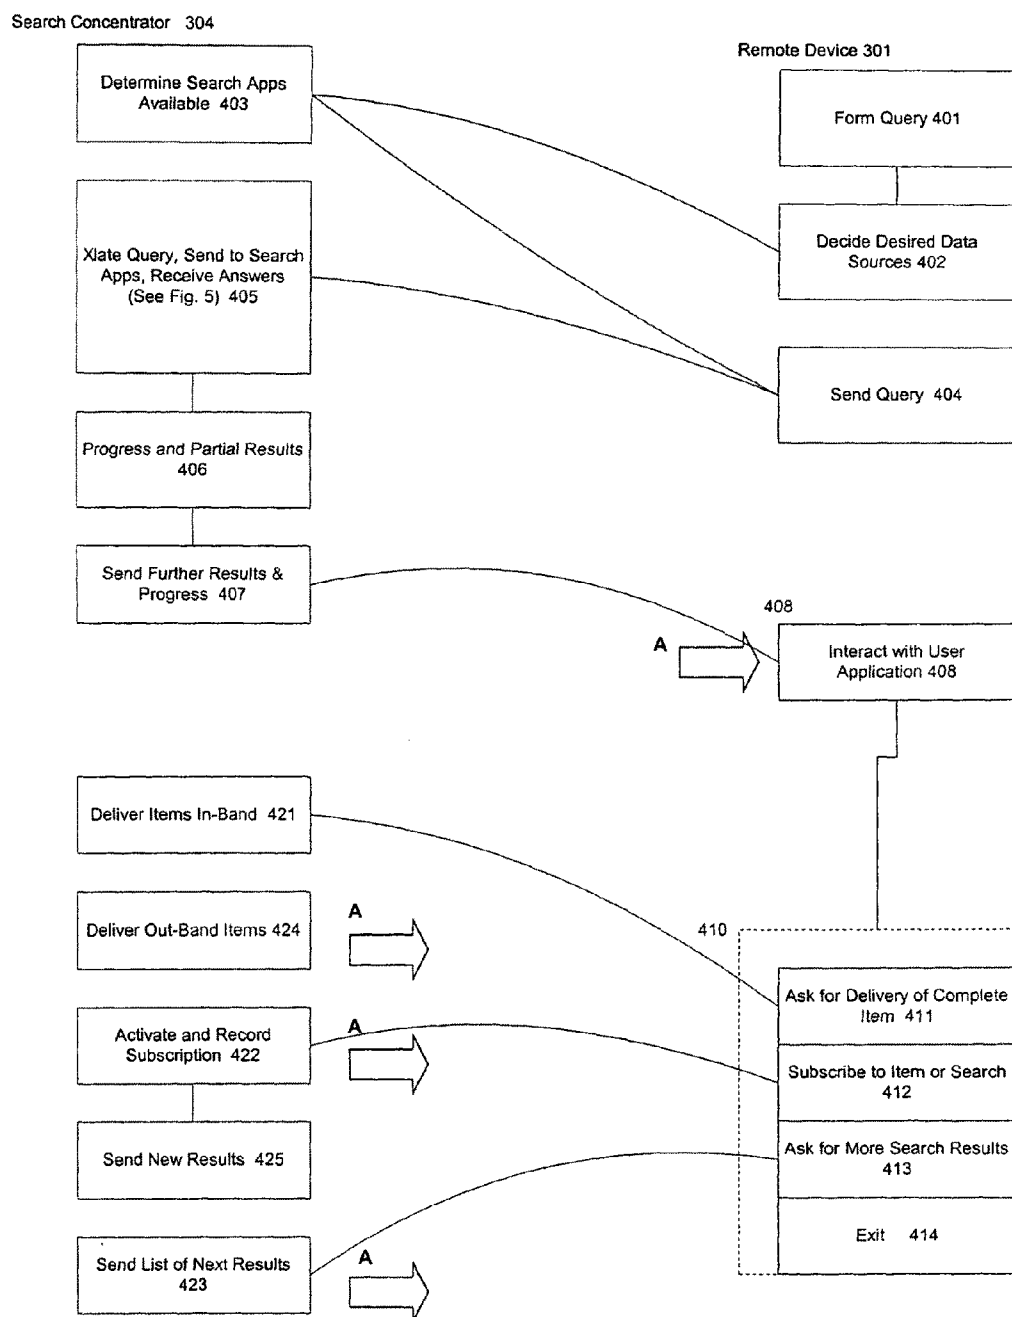 Search Concentrator 304
Determine Search Apps
Available 403
Xlate Query, Send to Search
Apps, Receive Answers
(See Fig. 5) 405
Progress and Partial Results
406
Send Further Results &
Progress 407
Deliver Items In-Band 421
Deliver Out-Band Items 424
A
Activate and Record
Subscription 422
A
Send New Results 425
Send List of Next Results
423
A
Remote Device 301
Form Query 401
Decide Desired Data
Sources 402
Send Query 404
408
A
Interact with User
Application 408
410
Ask for Delivery of Complete
Item 411
Subscribe to Item or Search
412
Ask for More Search Results
413
Exit 414